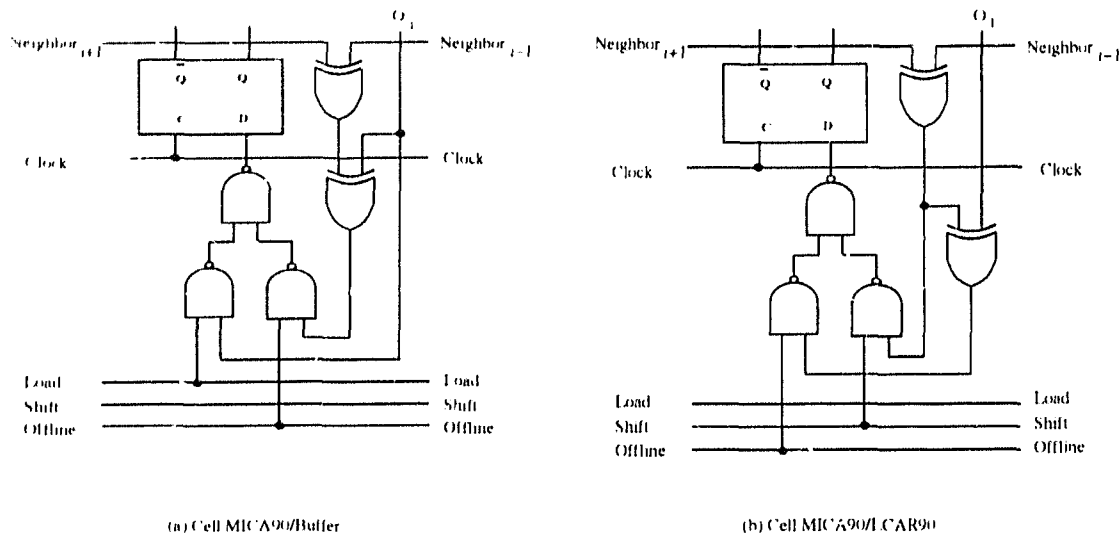 O i
Neighbor i+1
Neighbor i−1
Q̅ Q
C D
Clock
Clock
Load
Load
Shift
Shift
Offline
Offline
(a) Cell MICA90/Buffer
O i
Neighbor i+1
Neighbor i−1
Q̅ Q
C D
Clock
Clock
Load
Load
Shift
Shift
Offline
Offline
(b) Cell MICA90/LCAR90